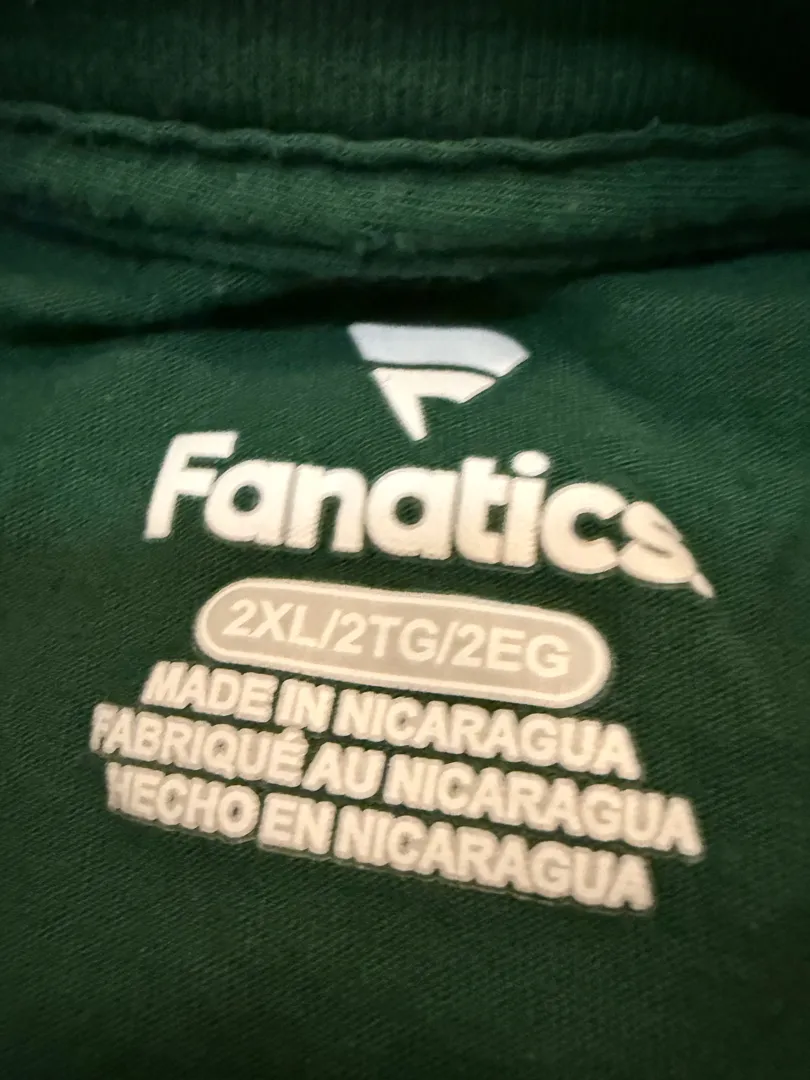 Fanatics
2XL/2TG/2EG
MADE IN NICARAGUA
FABRIQUÉ AU NICARAGUA
HECHO EN NICARAGUA